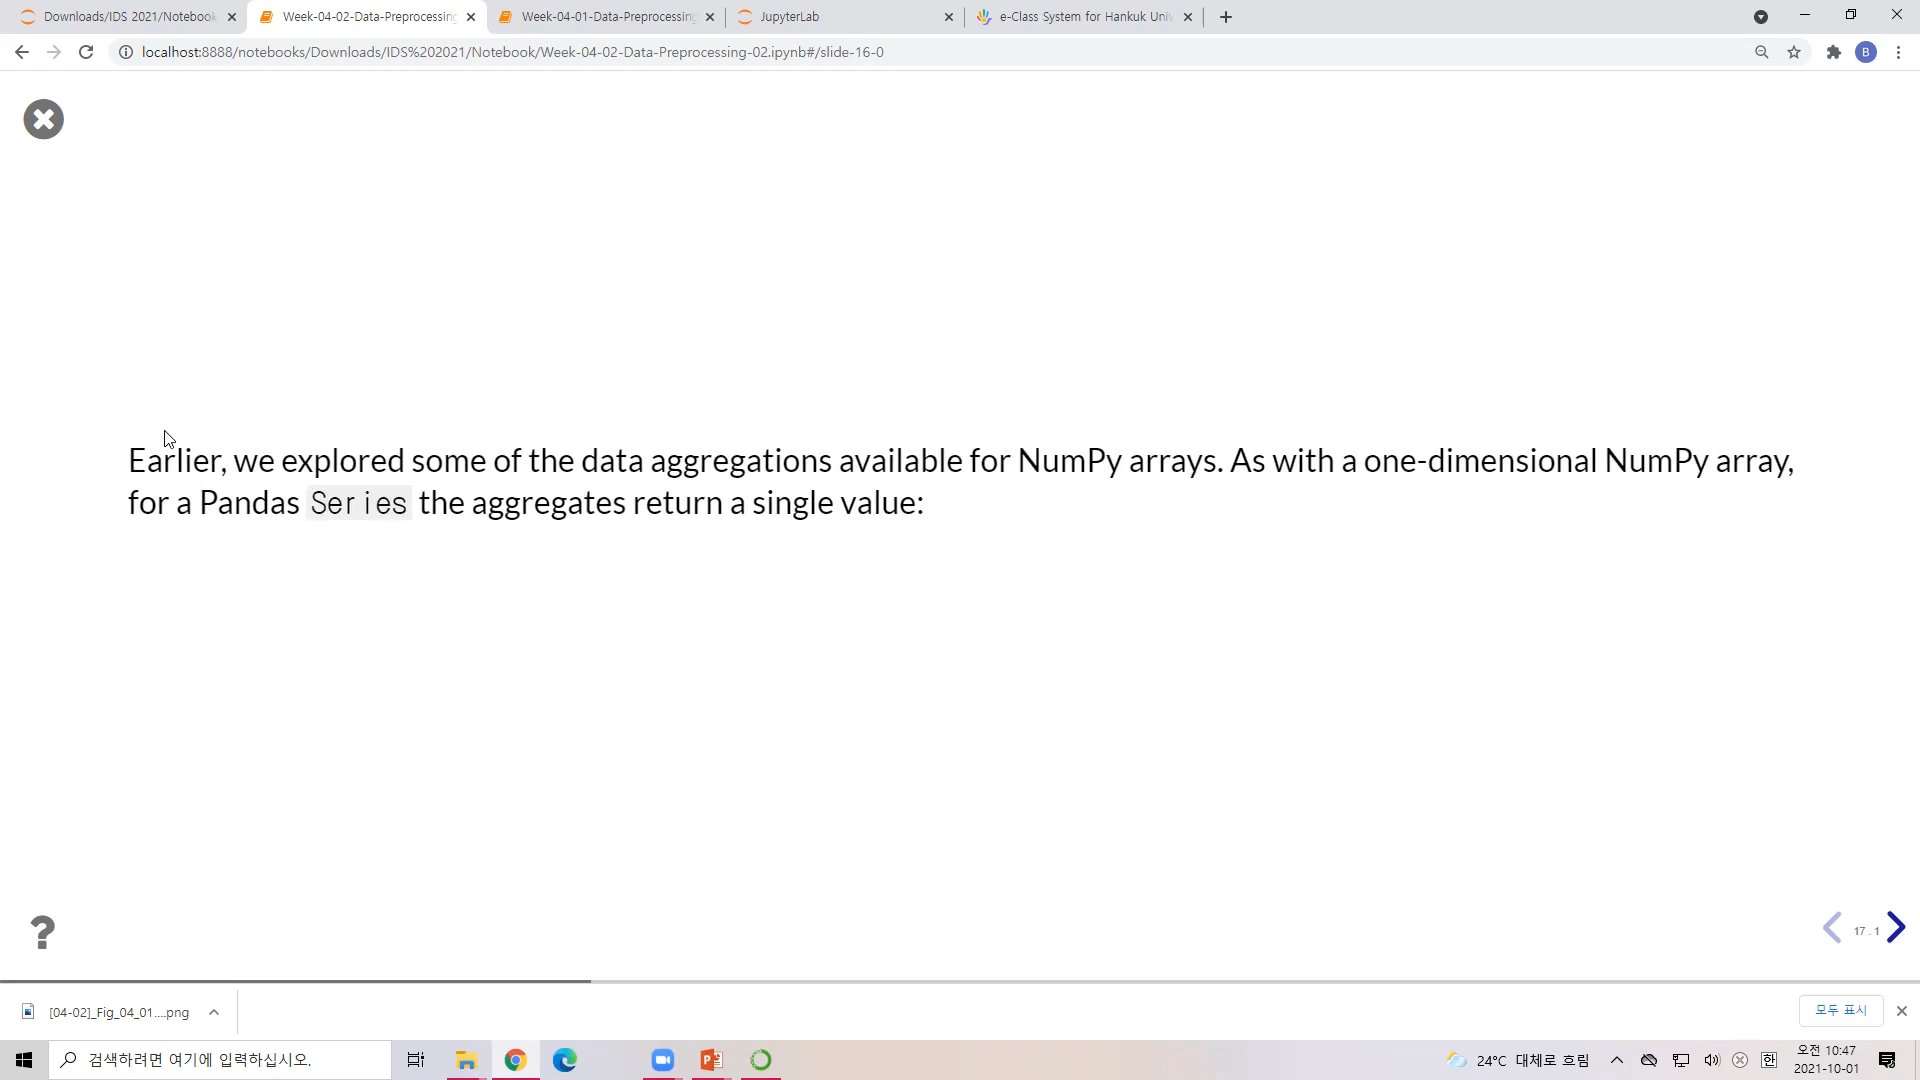 Downloads/IDS 2021/Notebook
Week-04-02-Data-Preprocessing
Week-04-01-Data-Preprocessing
JupyterLab
e-Class System for Hankuk Univ
localhost:8888/notebooks/Downloads/IDS%202021/Notebook/Week-04-02-Data-Preprocessing-02.ipynb#/slide-16-0
B
Earlier, we explored some of the data aggregations available for NumPy arrays. As with a one-dimensional NumPy array,
for a Pandas Series the aggregates return a single value:
?
17.1
[04-02]_Fig_04_01....png
모두 표시
검색하려면 여기에 입력하십시오.
24°C 대체로 흐림
한
오전 10:47
2021-10-01